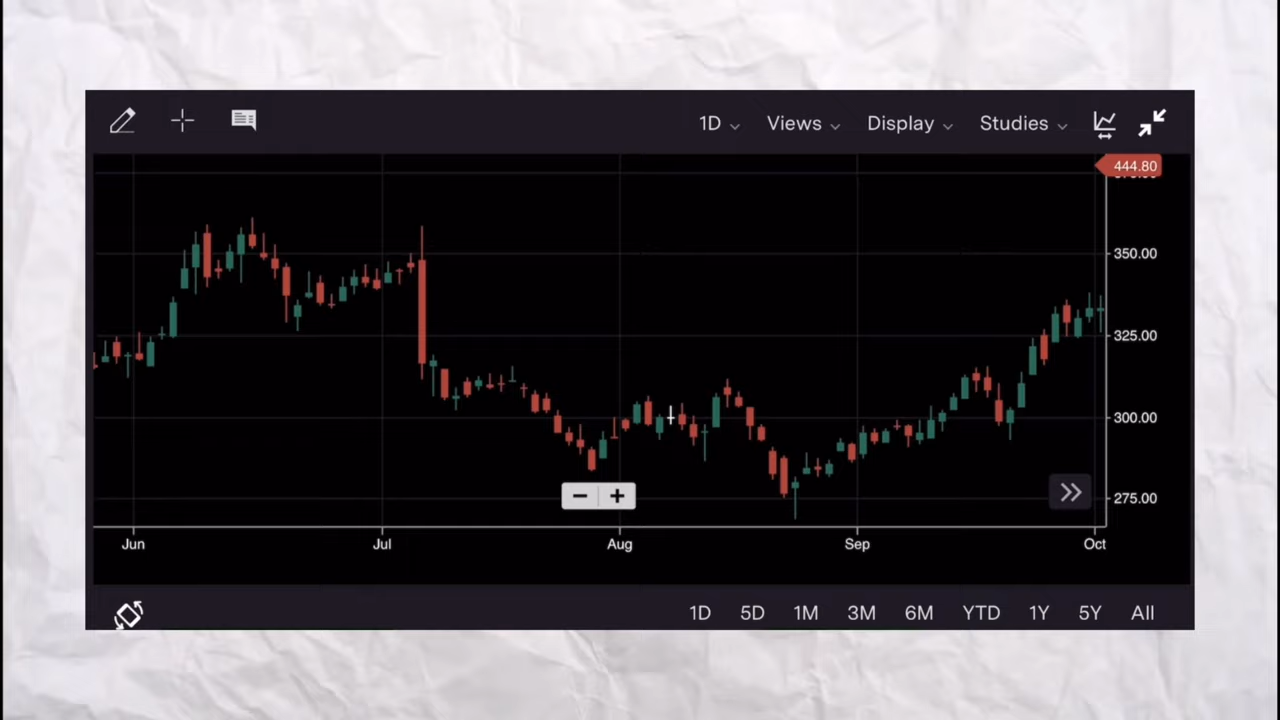 1D Views Display Studies
444.80
350.00
325.00
300.00
275.00
− +
Jun Jul Aug Sep Oct
1D 5D 1M 3M 6M YTD 1Y 5Y All